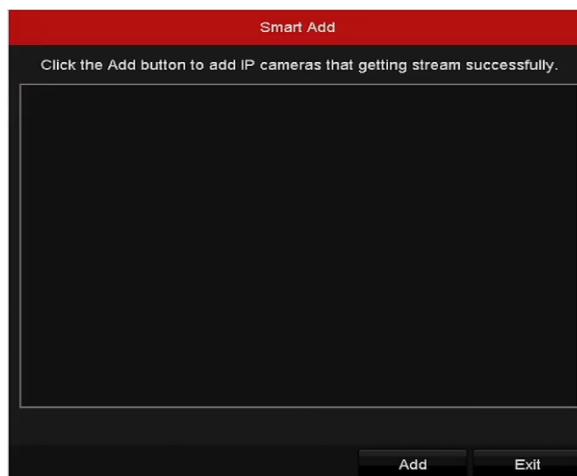 Smart Add
Click the Add button to add IP cameras that getting stream successfully.
Add
Exit